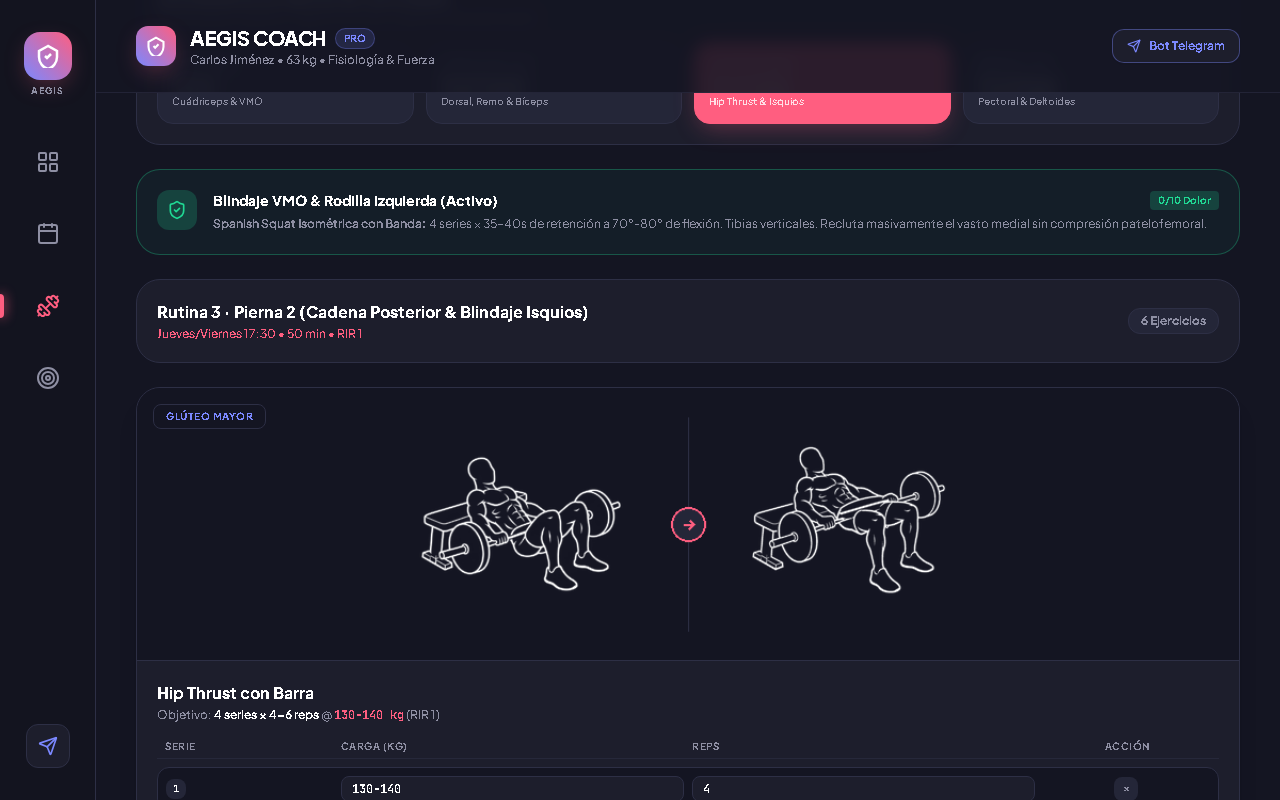 AEGIS
AEGIS COACH PRO
Carlos Jiménez • 63 kg • Fisiología & Fuerza
Bot Telegram
Cuádriceps & VMO
Dorsal, Remo & Bíceps
Hip Thrust & Isquios
Pectoral & Deltoides
Blindaje VMO & Rodilla Izquierda (Activo)
0/10 Dolor
Spanish Squat Isométrica con Banda: 4 series x 35–40s de retención a 70°-80° de flexión. Tibias verticales. Recluta masivamente el vasto medial sin compresión patelofemoral.
Rutina 3 · Pierna 2 (Cadena Posterior & Blindaje Isquios)
Jueves/Viernes 17:30 • 50 min • RIR 1
6 Ejercicios
GLÚTEO MAYOR
Hip Thrust con Barra
Objetivo: 4 series x 4–6 reps @ 130-140 kg (RIR 1)
SERIE CARGA (KG) REPS ACCIÓN
1 130-140 4 ×